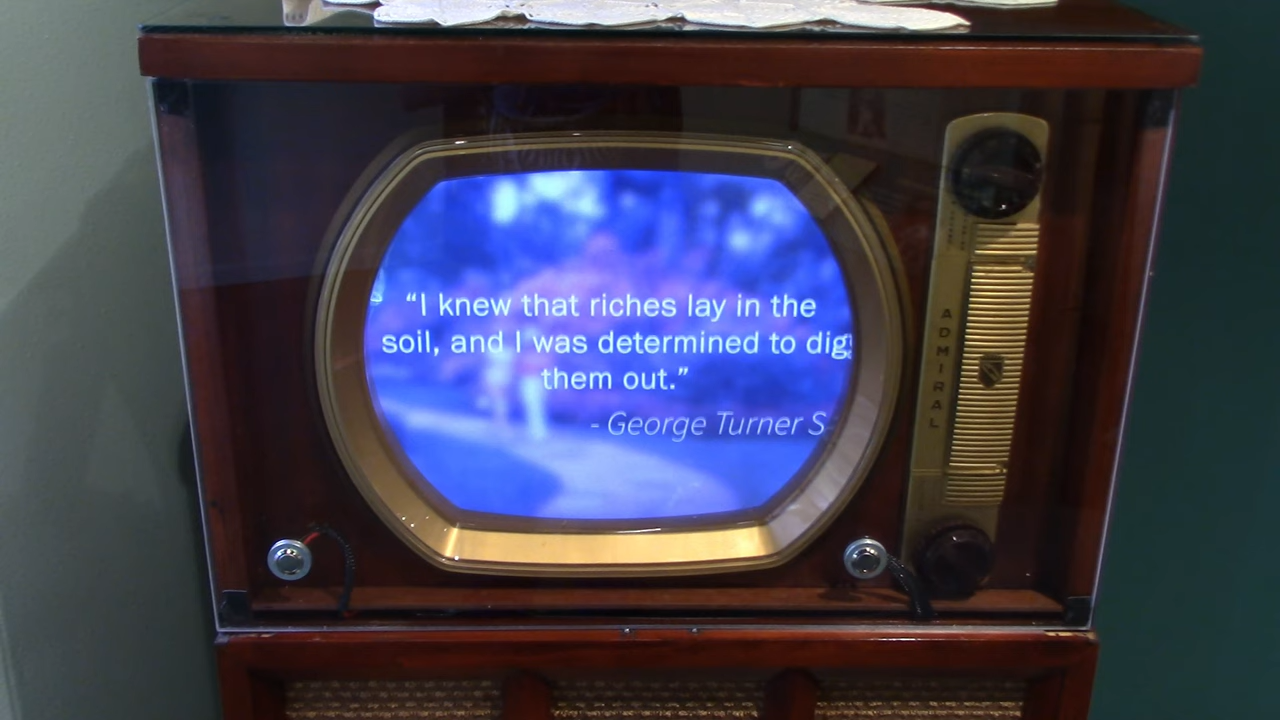 “I knew that riches lay in the
soil, and I was determined to dig
them out.”
- George Turner S
ADMIRAL